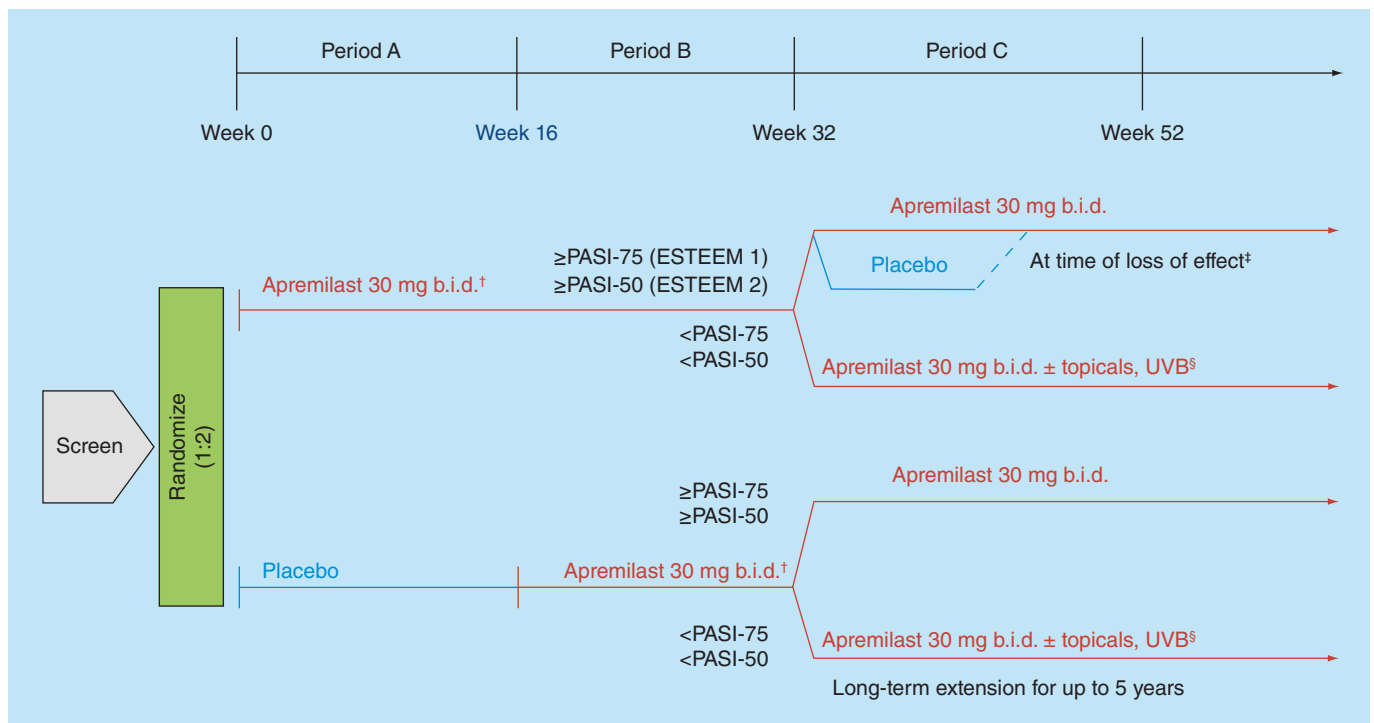 Period A
Period B
Period C
Week 0
Week 16
Week 32
Week 52
Screen
Randomize
(1:2)
Apremilast 30 mg b.i.d.†
≥PASI-75 (ESTEEM 1)
≥PASI-50 (ESTEEM 2)
<PASI-75
<PASI-50
Apremilast 30 mg b.i.d.
Placebo
At time of loss of effect‡
Apremilast 30 mg b.i.d. ± topicals, UVB§
Placebo
Apremilast 30 mg b.i.d.†
≥PASI-75
≥PASI-50
<PASI-75
<PASI-50
Apremilast 30 mg b.i.d.
Apremilast 30 mg b.i.d. ± topicals, UVB§
Long-term extension for up to 5 years